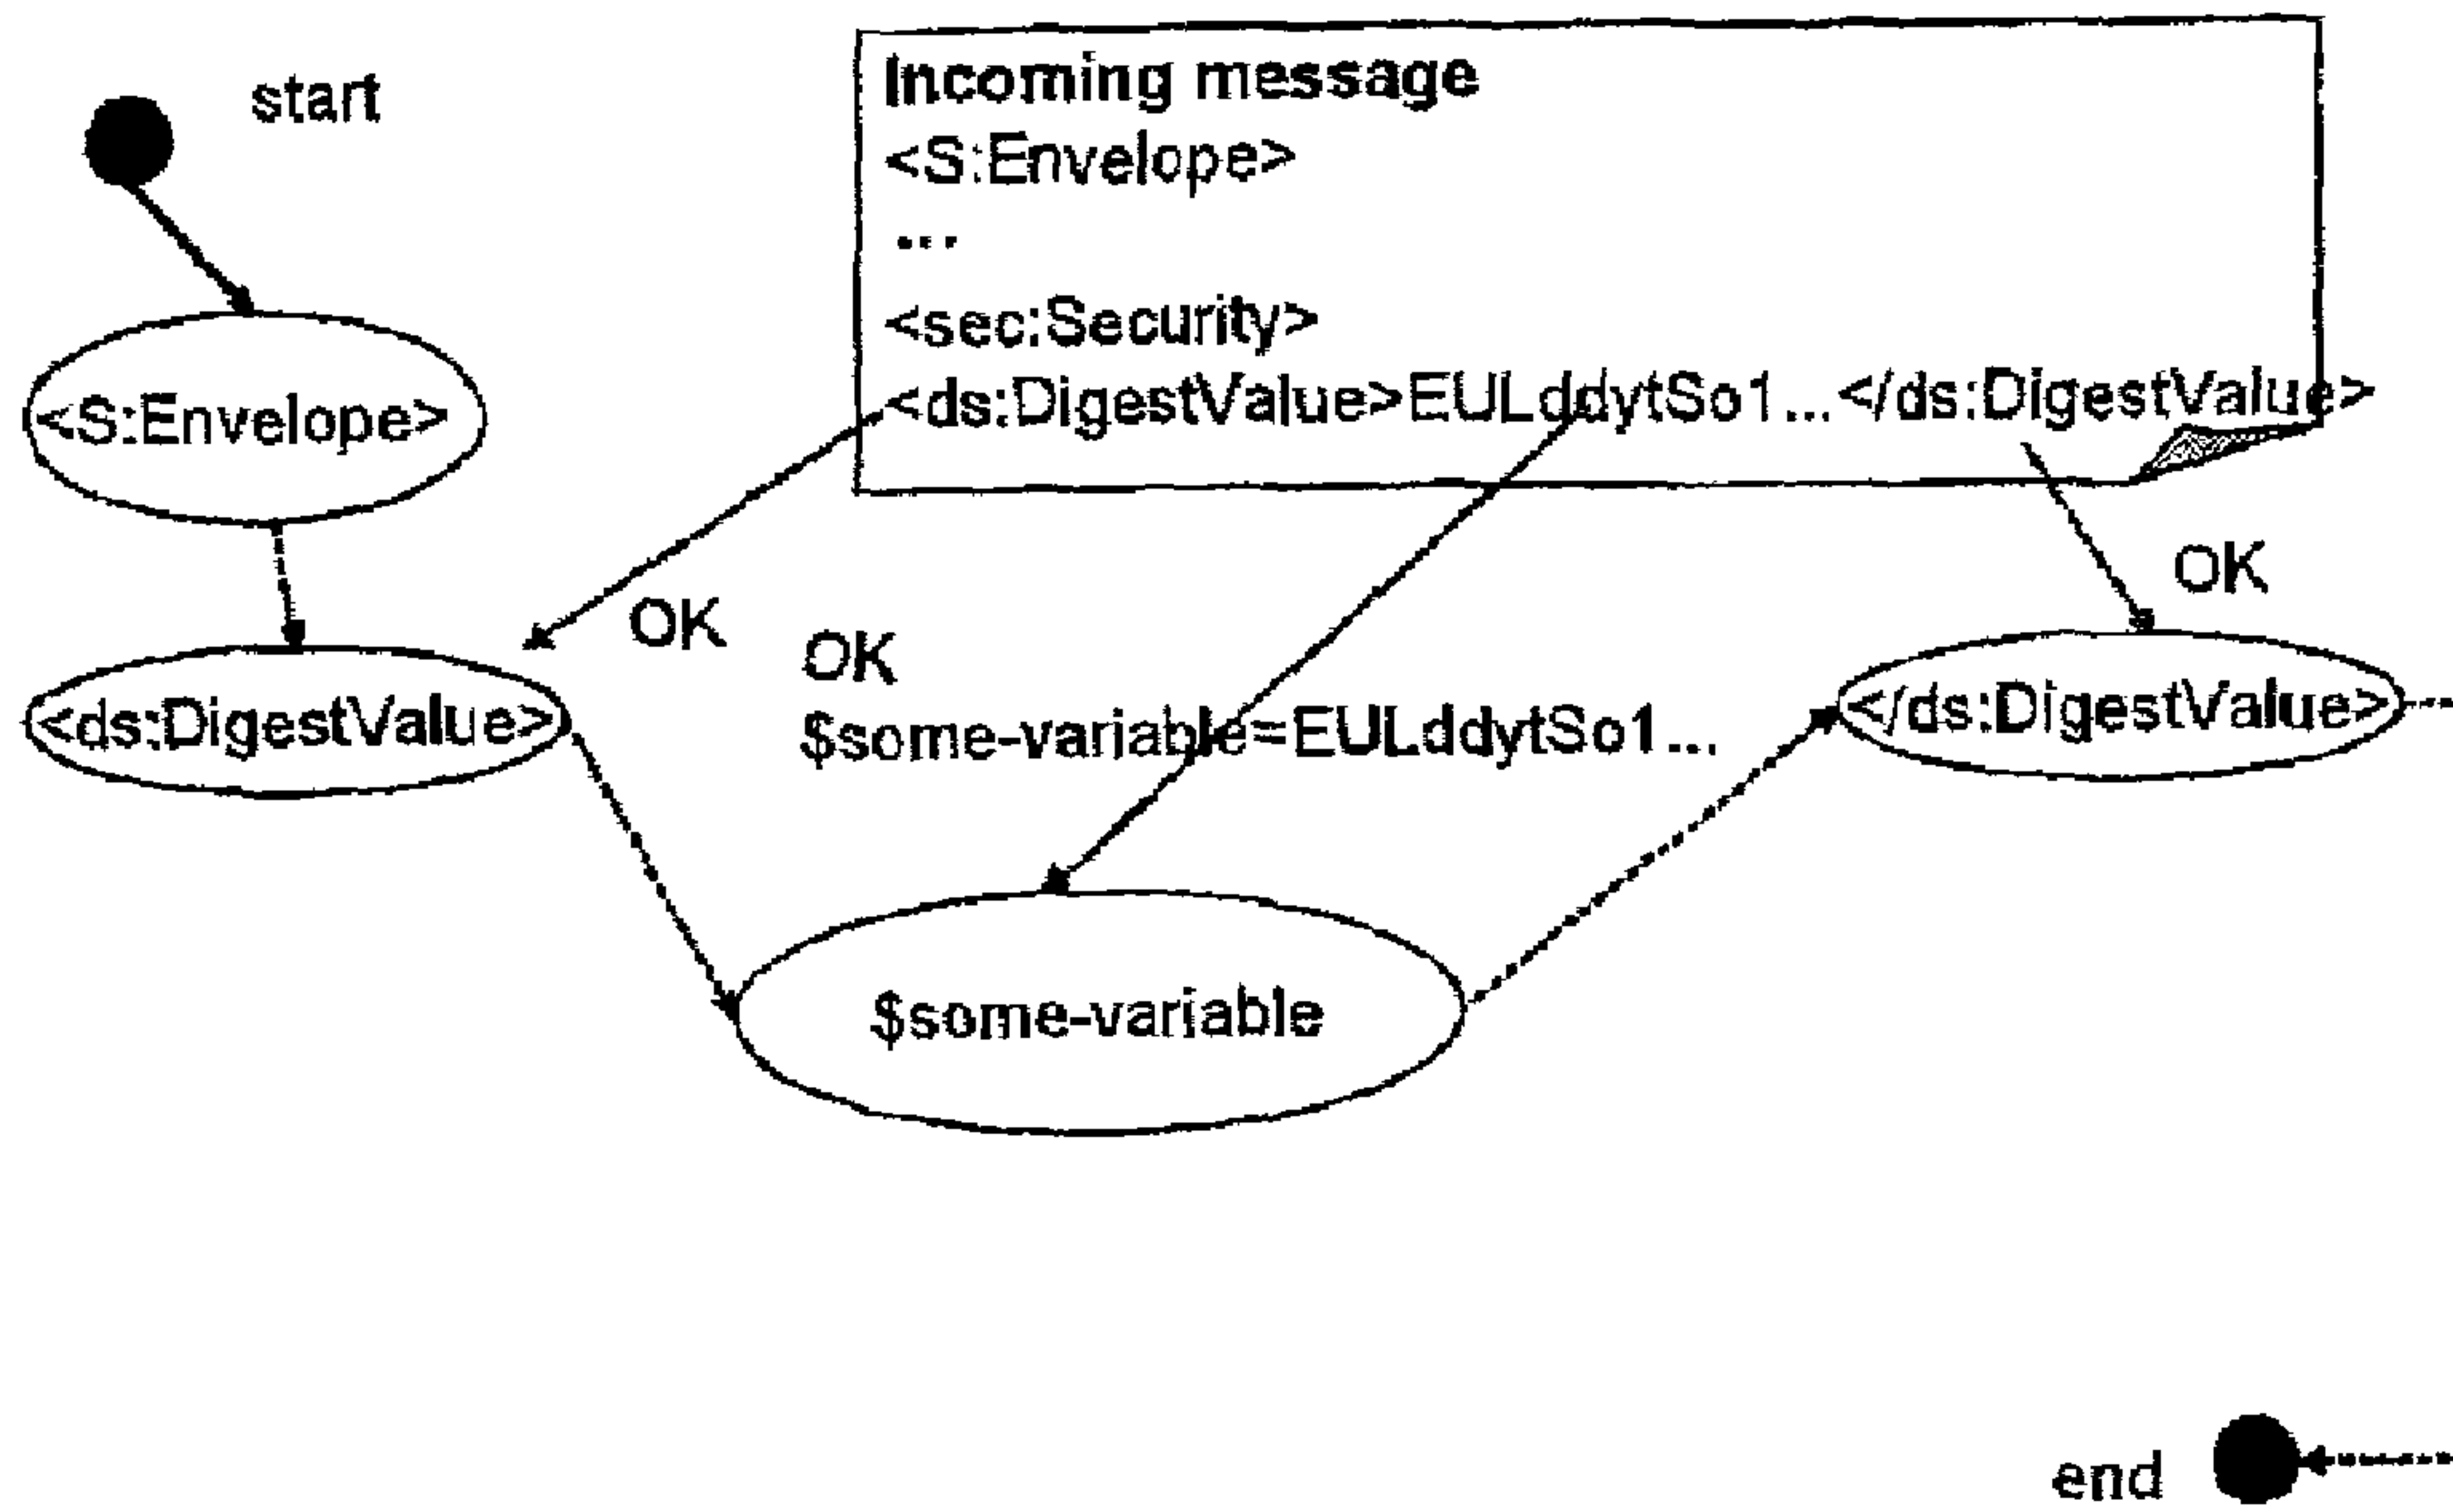 start
Incoming message
<S:Envelope>
...
<sec:Security>
<ds:DigestValue>EULddytSo1...</ds:DigestValue>
<S:Envelope>
OK
OK
OK
$some-variable=EULddytSo1...
<ds:DigestValue>
</ds:DigestValue>
$some-variable
end